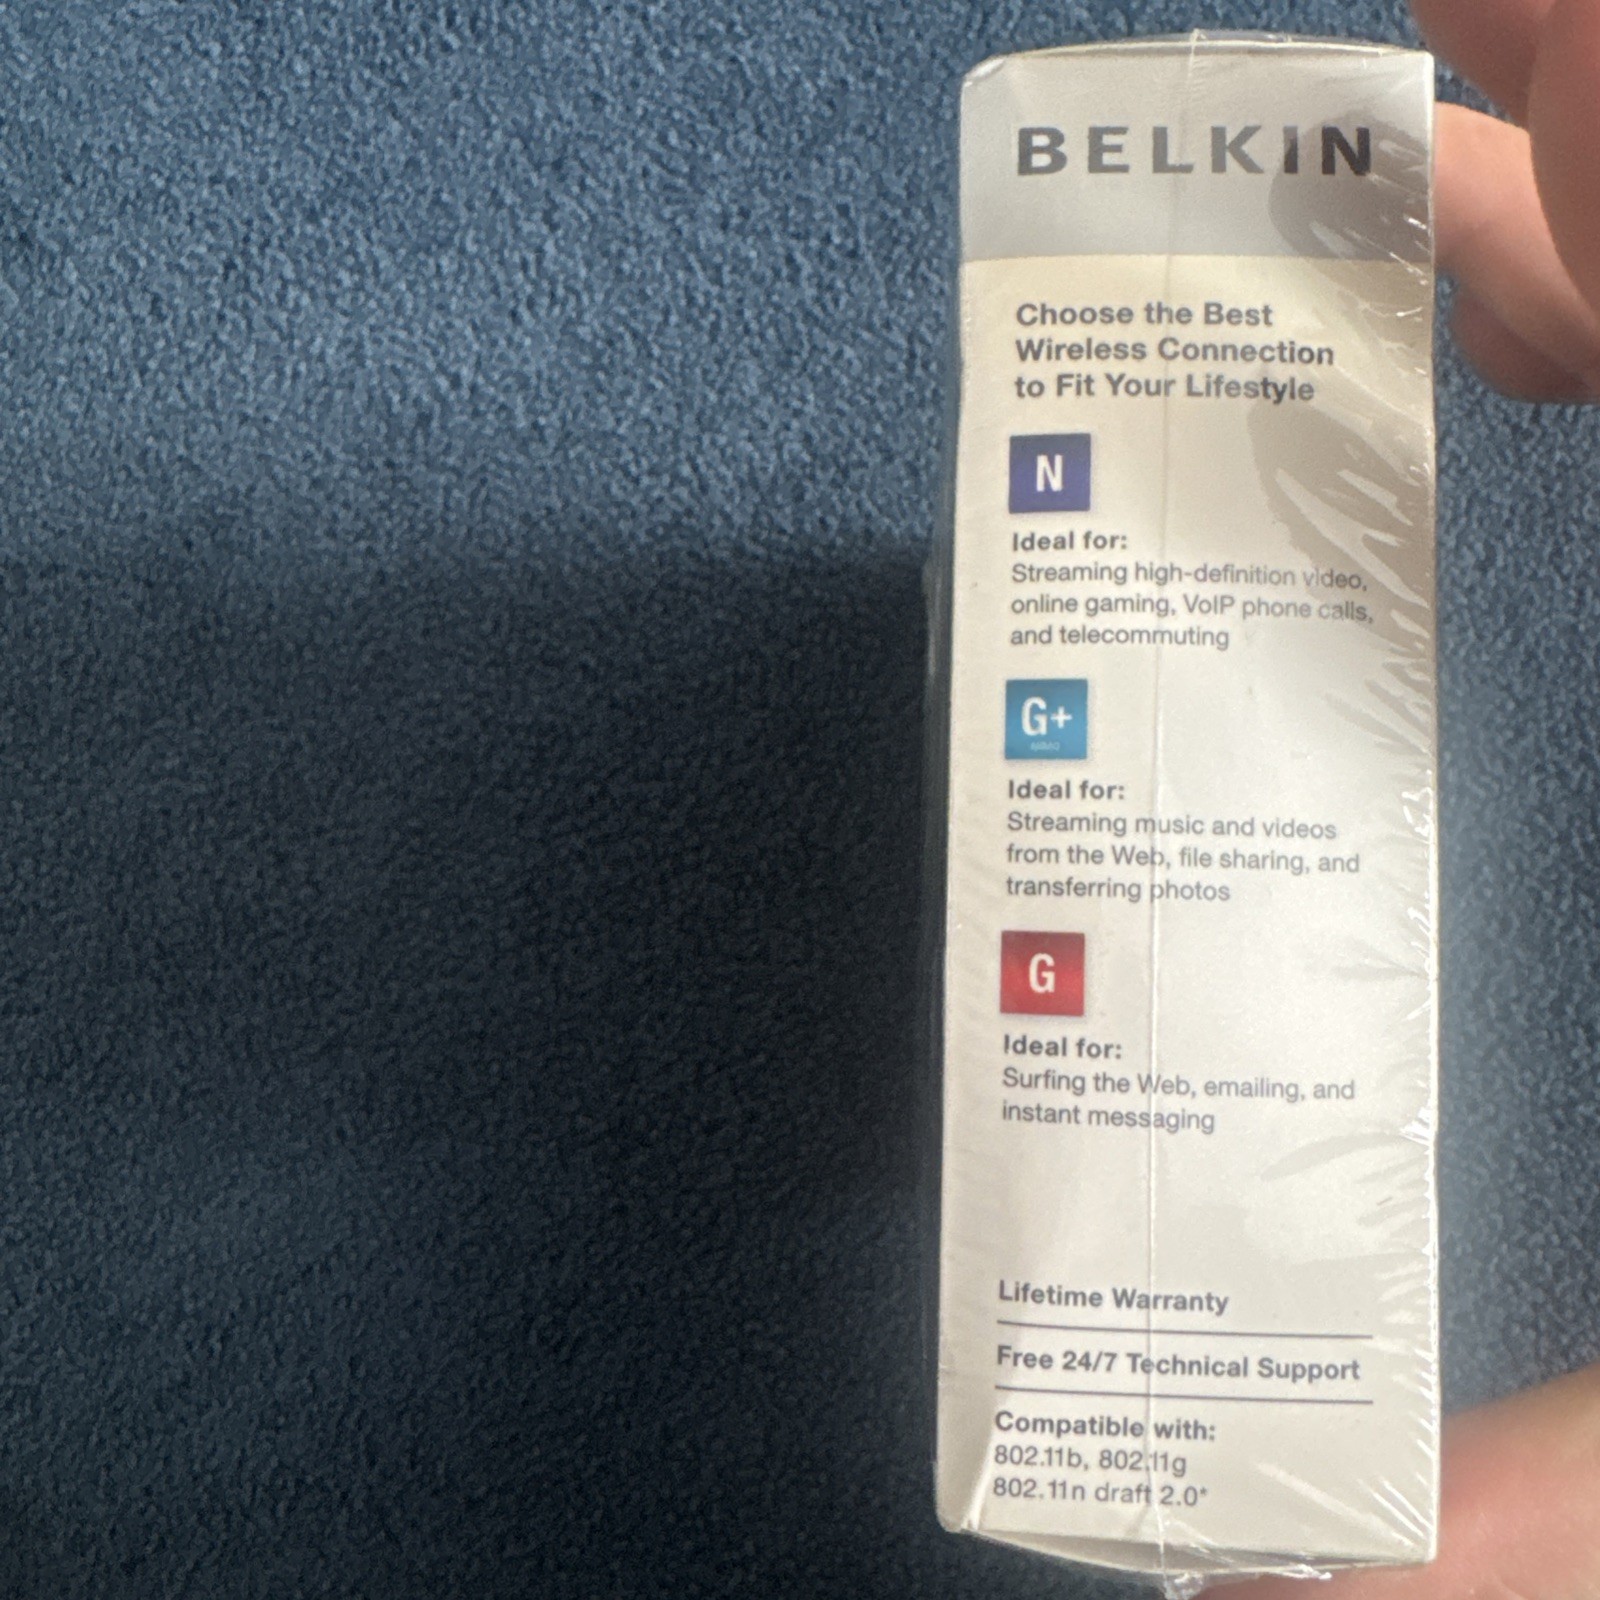 BELKIN
Choose the Best
Wireless Connection
to Fit Your Lifestyle
N
Ideal for:
Streaming high-definition video,
online gaming, VoIP phone calls,
and telecommuting
G+
Ideal for:
Streaming music and videos
from the Web, file sharing, and
transferring photos
G
Ideal for:
Surfing the Web, emailing, and
instant messaging
Lifetime Warranty
Free 24/7 Technical Support
Compatible with:
802.11b, 802.11g
802.11n draft 2.0*